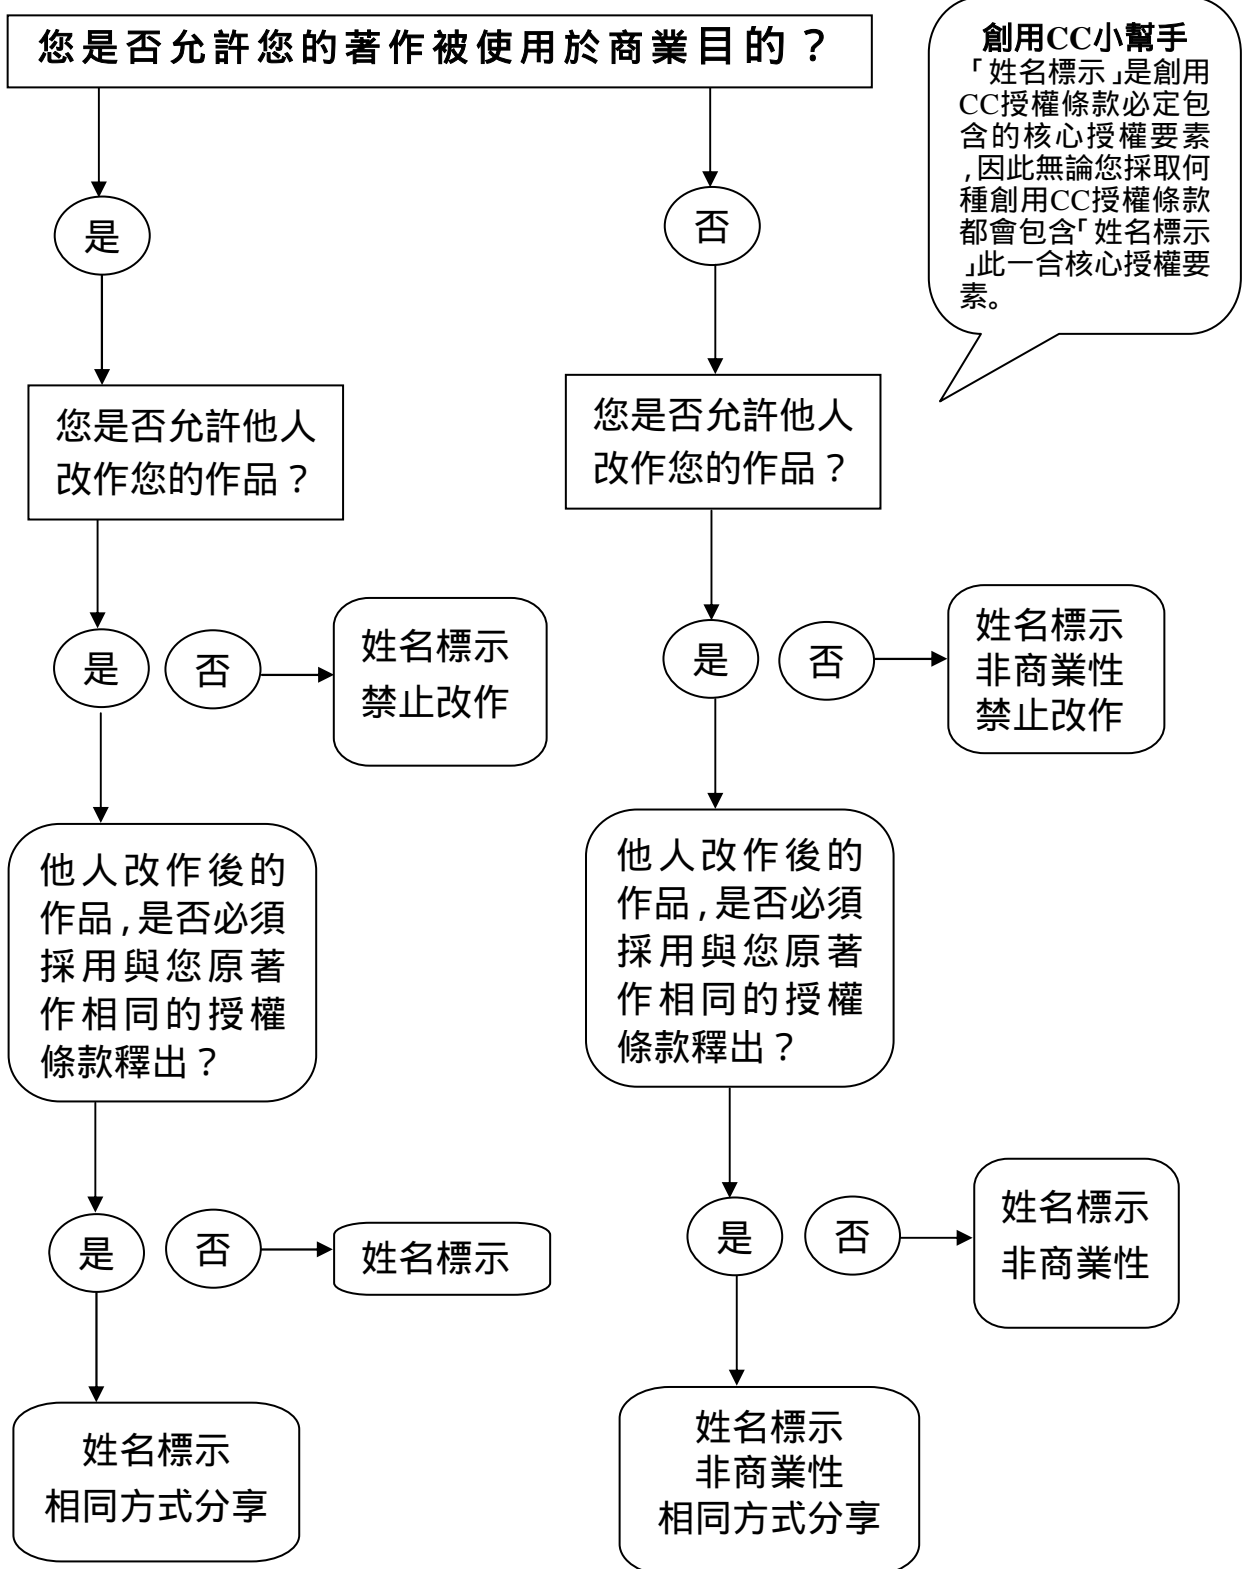 您是否允許您的著作被使用於商業目的？
創用CC小幫手
「姓名標示」是創用
CC授權條款必定包
含的核心授權要素
,因此無論您採取何
種創用CC授權條款
都會包含「姓名標示
」此一合核心授權要
素。
是
否
您是否允許他人
改作您的作品？
您是否允許他人
改作您的作品？
是
否
姓名標示
禁止改作
是
否
姓名標示
非商業性
禁止改作
他人改作後的
作品,是否必須
採用與您原著
作相同的授權
條款釋出？
他人改作後的
作品,是否必須
採用與您原著
作相同的授權
條款釋出？
是
否
姓名標示
是
否
姓名標示
非商業性
姓名標示
相同方式分享
姓名標示
非商業性
相同方式分享